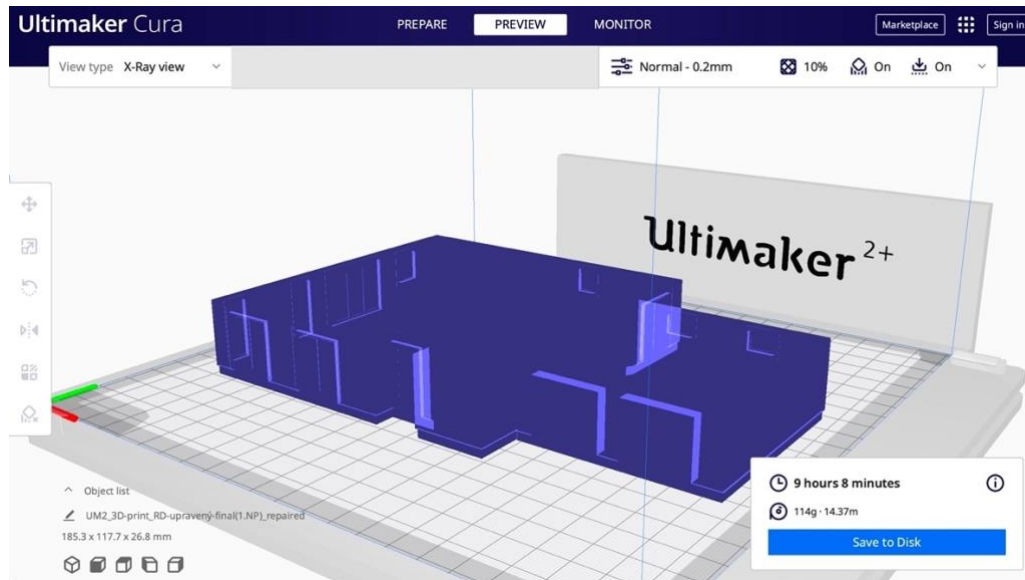 Ultimaker Cura
PREPARE PREVIEW MONITOR
Marketplace Sign in
View type X-Ray view
Normal - 0.2mm 10% On On
Ultimaker 2+
Object list
UM2_3D-print_RD-upravený-final(1.NP)_repaired
185.3 x 117.7 x 26.8 mm
9 hours 8 minutes
114g · 14.37m
Save to Disk